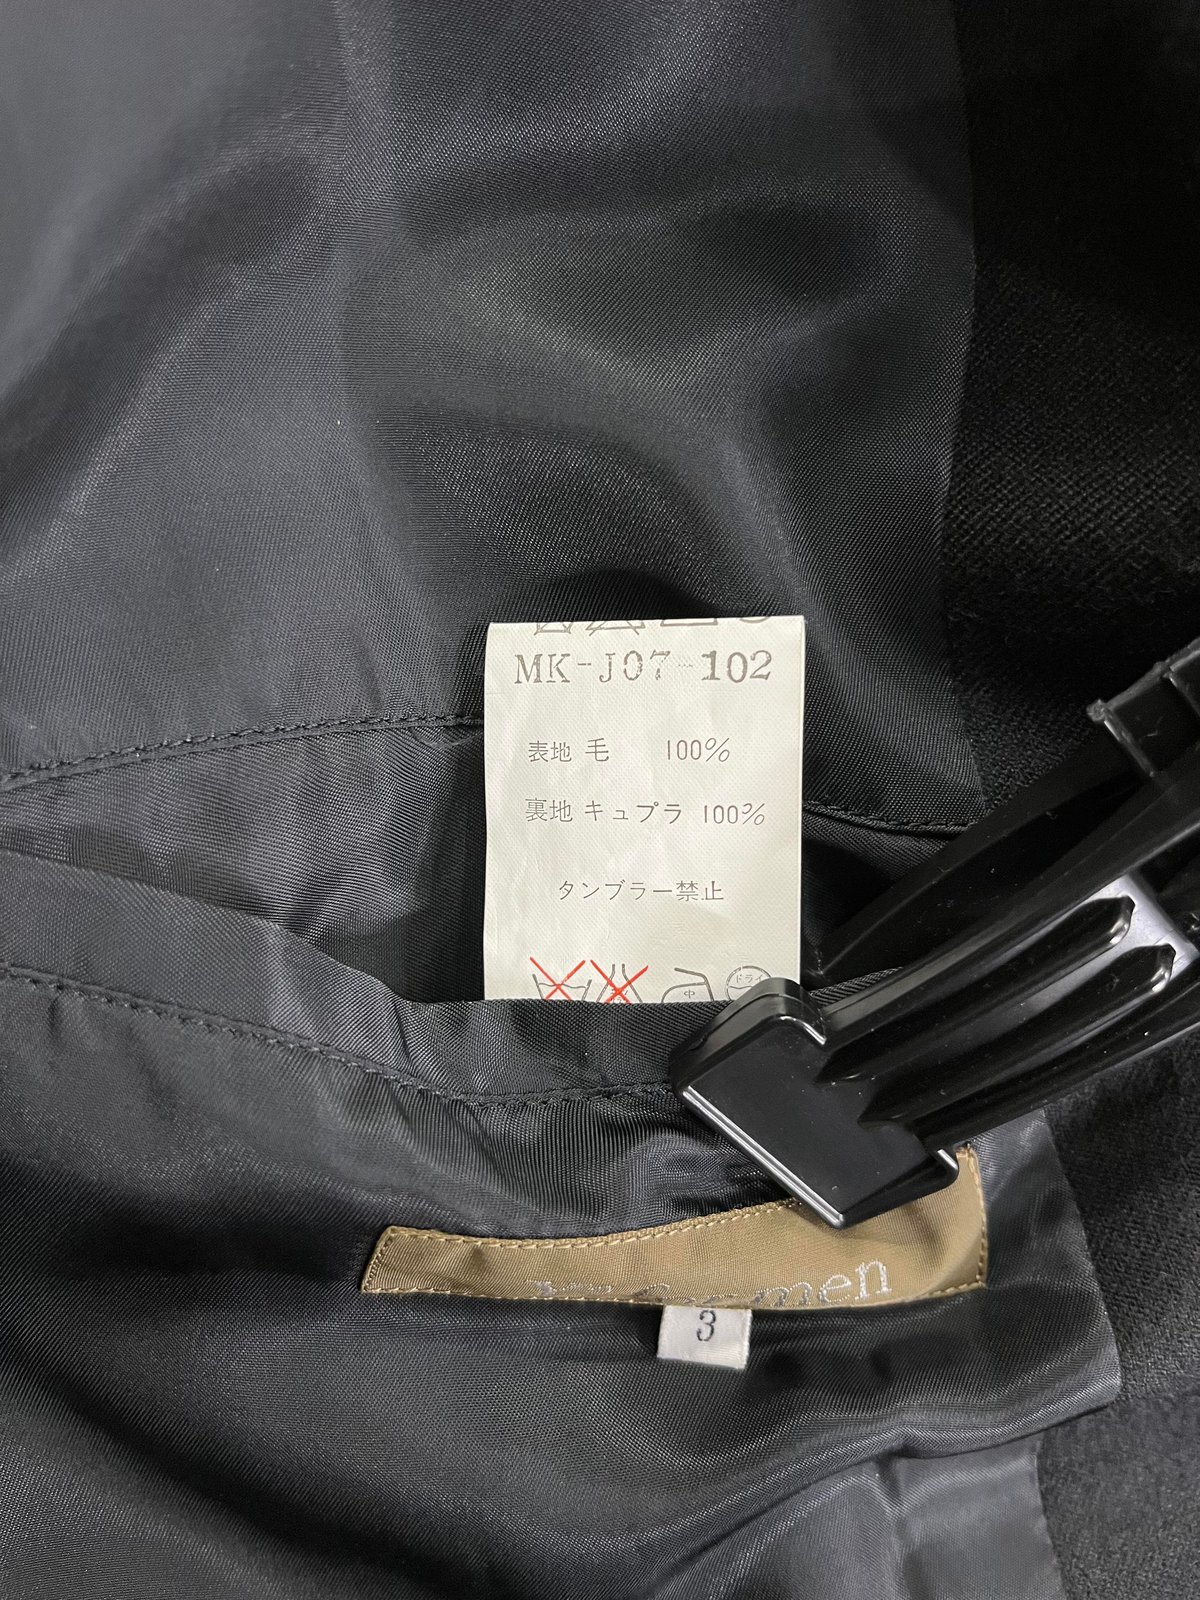 MK-J07-102
表地 毛 100%
裏地 キュプラ 100%
タンブラー禁止
中 ドライ
men
3